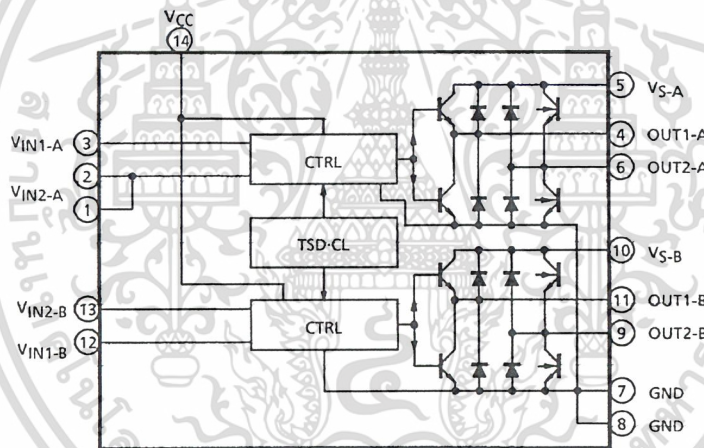 VCC
14
VIN1-A 3
2
VIN2-A
1
CTRL
TSD·CL
CTRL
VIN2-B 13
VIN1-B 12
5 VS-A
4 OUT1-A
6 OUT2-A
10 VS-B
11 OUT1-B
9 OUT2-B
7 GND
8 GND